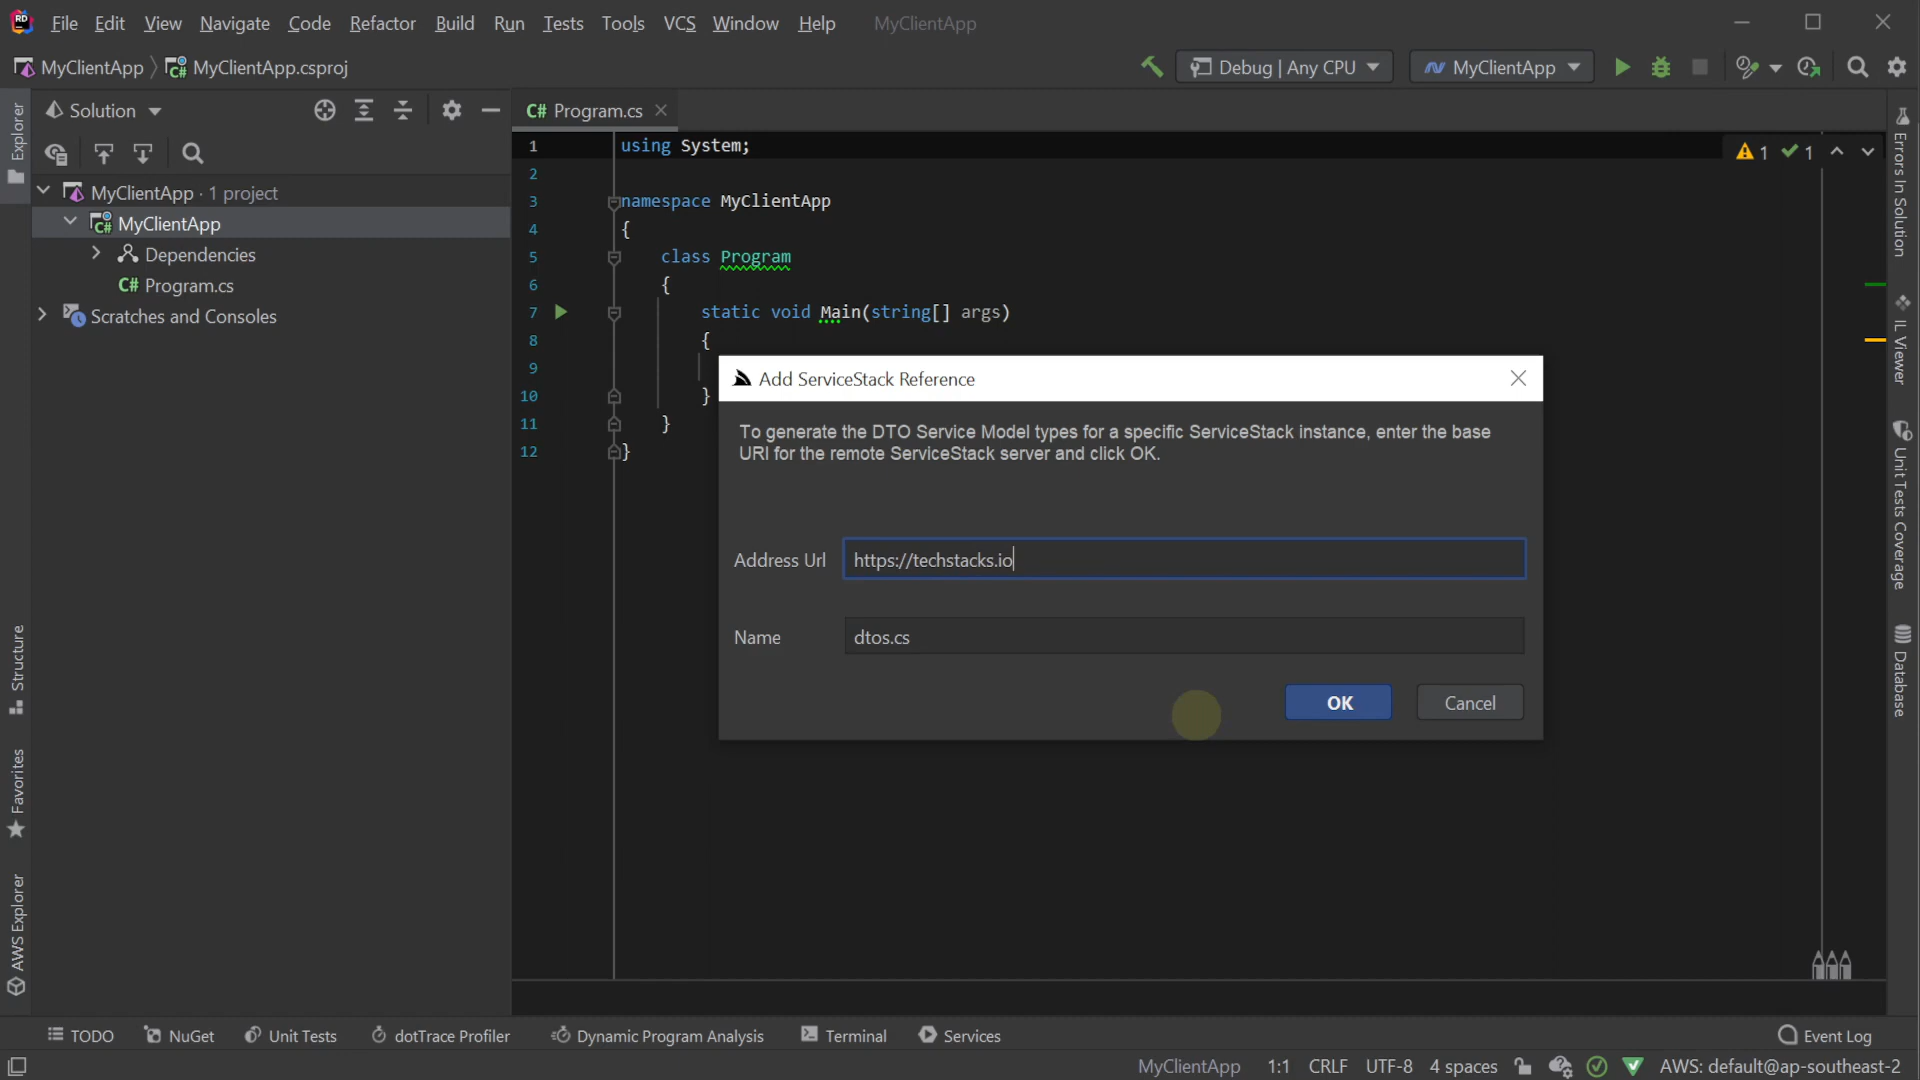 File Edit View Navigate Code Refactor Build Run Tests Tools VCS Window Help MyClientApp
MyClientApp MyClientApp.csproj Debug | Any CPU MyClientApp
Explorer
Solution
MyClientApp · 1 project
MyClientApp
Dependencies
C# Program.cs
Scratches and Consoles
Structure
Favorites
AWS Explorer
C# Program.cs
1 using System;
2
3 namespace MyClientApp
4 {
5 class Program
6 {
7 static void Main(string[] args)
8 {
9
10 }
11 }
12 }
1 1
Add ServiceStack Reference
To generate the DTO Service Model types for a specific ServiceStack instance, enter the base
URI for the remote ServiceStack server and click OK.
Address Url https://techstacks.io
Name dtos.cs
OK Cancel
Errors In Solution
IL Viewer
Unit Tests Coverage
Database
TODO NuGet Unit Tests dotTrace Profiler Dynamic Program Analysis Terminal Services Event Log
MyClientApp 1:1 CRLF UTF-8 4 spaces AWS: default@ap-southeast-2